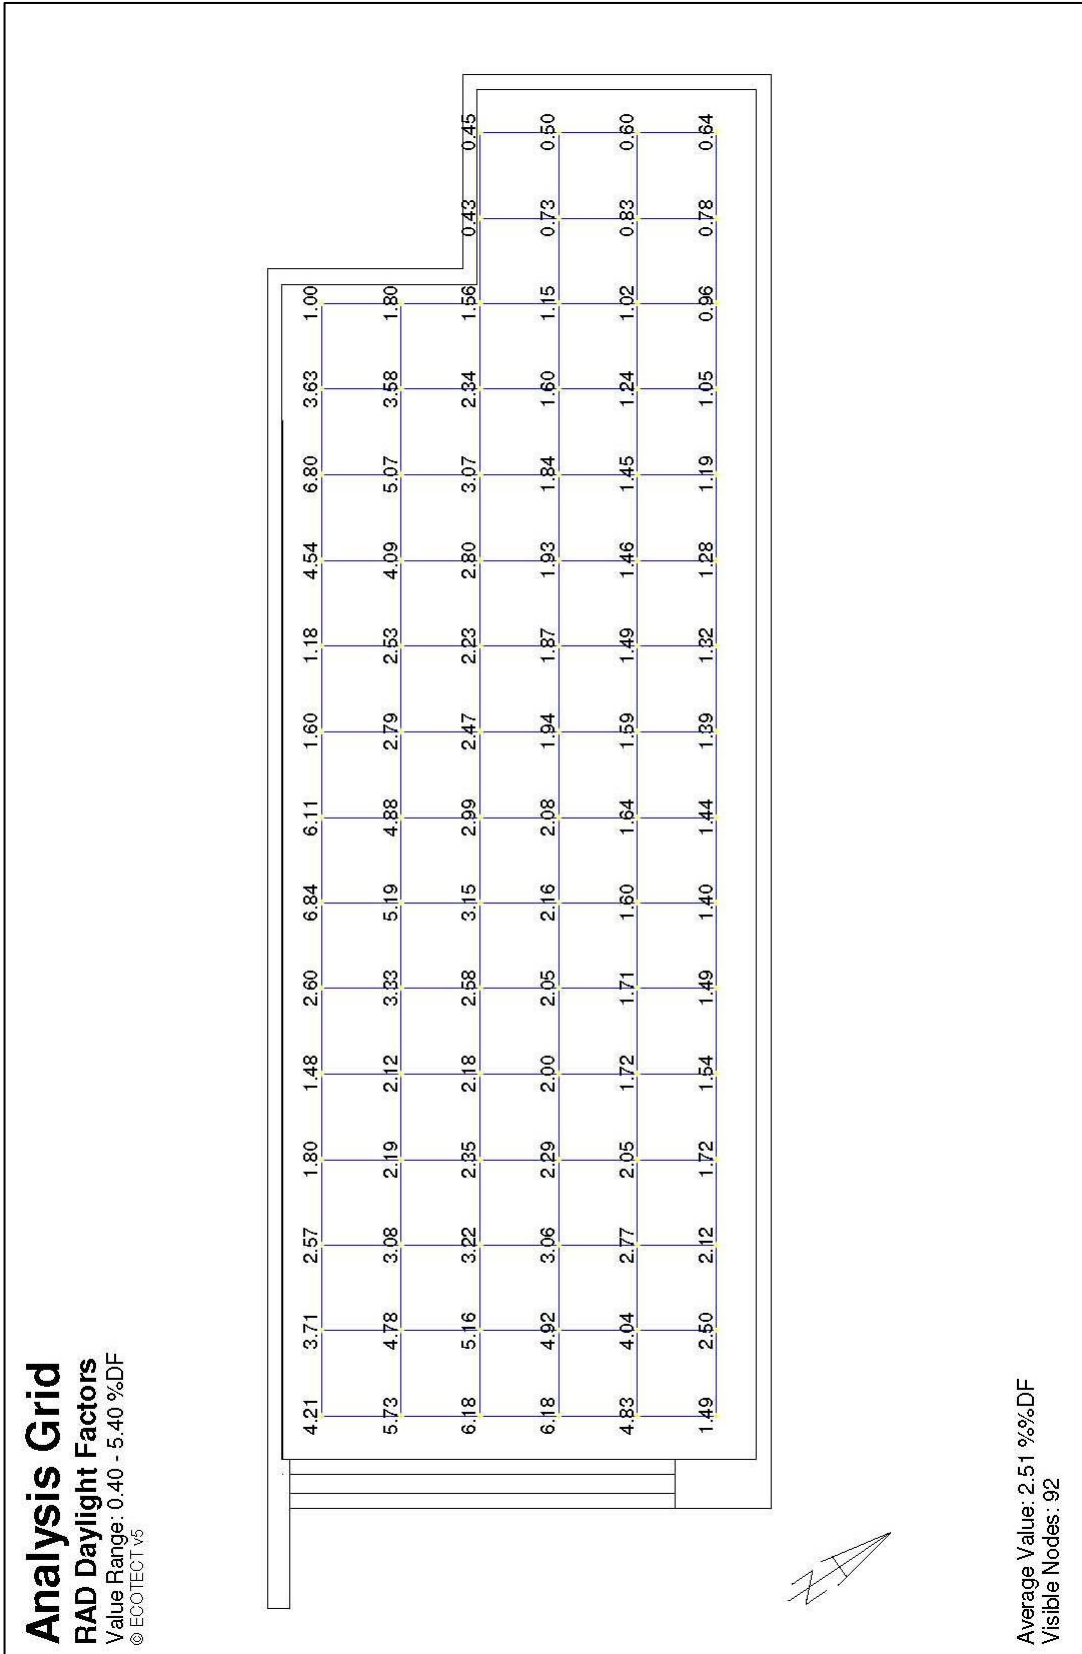 Analysis Grid
RAD Daylight Factors
Value Range: 0.40 - 5.40 %DF
© ECOTECT v5
4.21 3.71 2.57 1.80 1.48 2.60 6.84 6.11 1.60 1.18 4.54 6.80 3.63 1.00
5.73 4.78 3.08 2.19 2.12 3.33 5.19 4.88 2.79 2.53 4.09 5.07 3.58 1.80
6.18 5.16 3.22 2.35 2.18 2.58 3.15 2.99 2.47 2.23 2.80 3.07 2.34 1.56 0.43 0.45
6.18 4.92 3.06 2.29 2.00 2.05 2.16 2.08 1.94 1.87 1.93 1.84 1.60 1.15 0.73 0.50
4.83 4.04 2.77 2.05 1.72 1.71 1.60 1.64 1.59 1.49 1.46 1.45 1.24 1.02 0.83 0.60
1.49 2.50 2.12 1.72 1.54 1.49 1.40 1.44 1.39 1.32 1.28 1.19 1.05 0.96 0.78 0.64
N
Average Value: 2.51 %%DF
Visible Nodes: 92